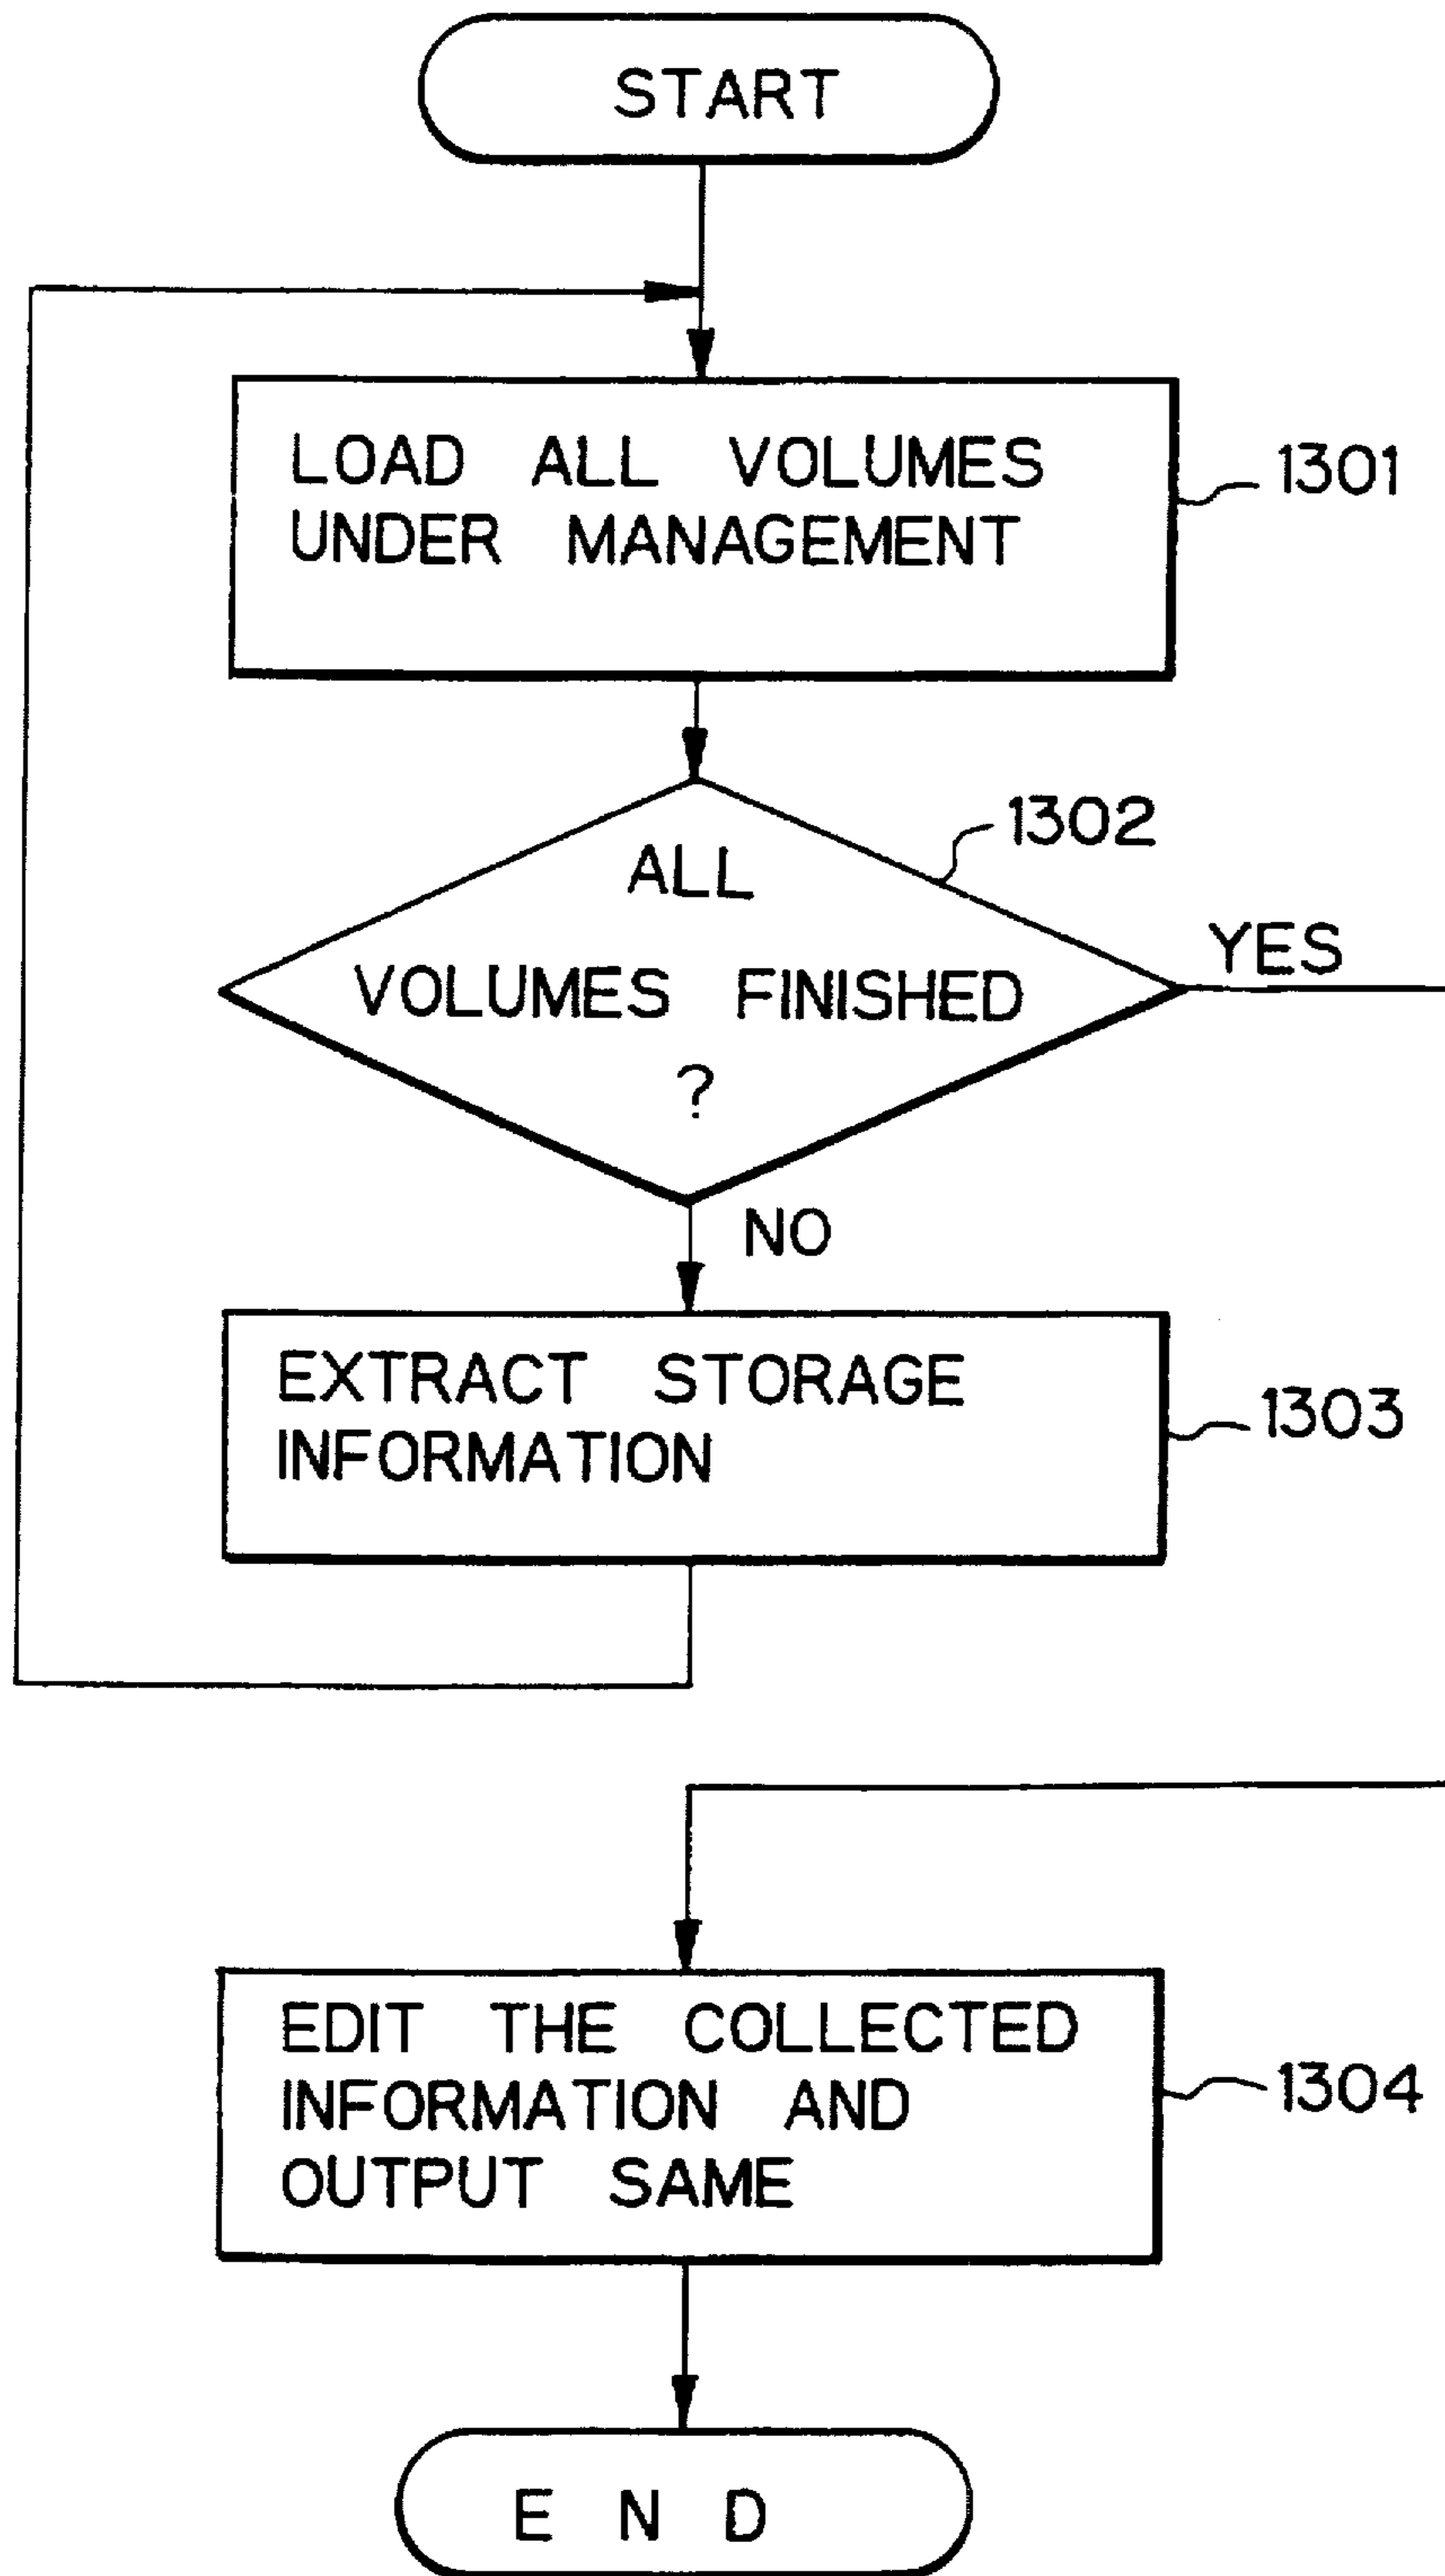 START
LOAD ALL VOLUMES
UNDER MANAGEMENT
1301
1302
ALL
VOLUMES FINISHED
?
YES
NO
EXTRACT STORAGE
INFORMATION
1303
EDIT THE COLLECTED
INFORMATION AND
OUTPUT SAME
1304
E N D